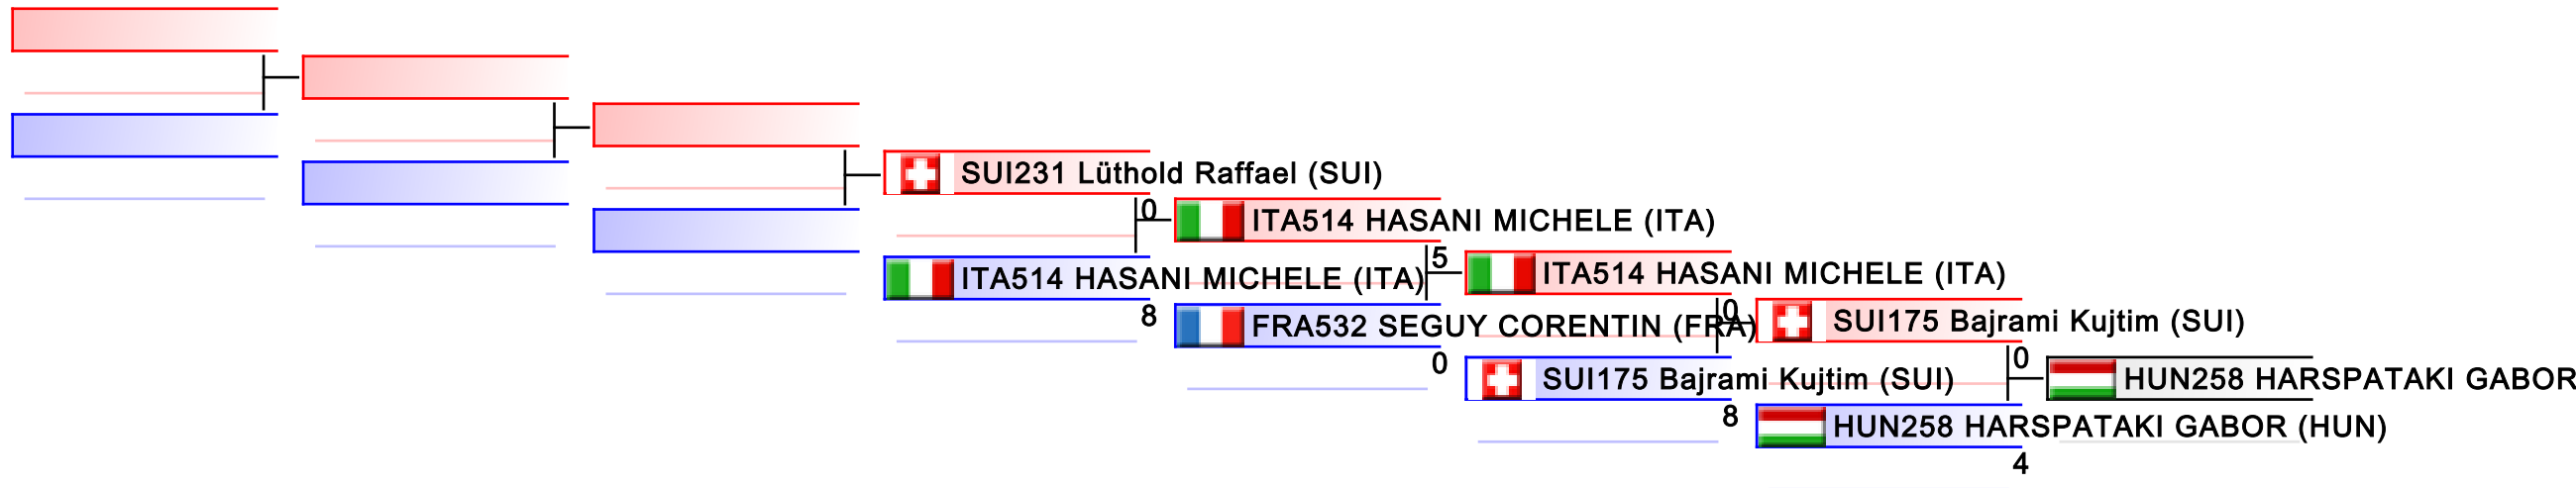 SUI231 Lüthold Raffael (SUI)
0
ITA514 HASANI MICHELE (ITA)
5
ITA514 HASANI MICHELE (ITA)
ITA514 HASANI MICHELE (ITA)
8
FRA532 SEGUY CORENTIN (FRA)
0
0
SUI175 Bajrami Kujtim (SUI)
0
SUI175 Bajrami Kujtim (SUI)
8
HUN258 HARSPATAKI GABOR
HUN258 HARSPATAKI GABOR (HUN)
4